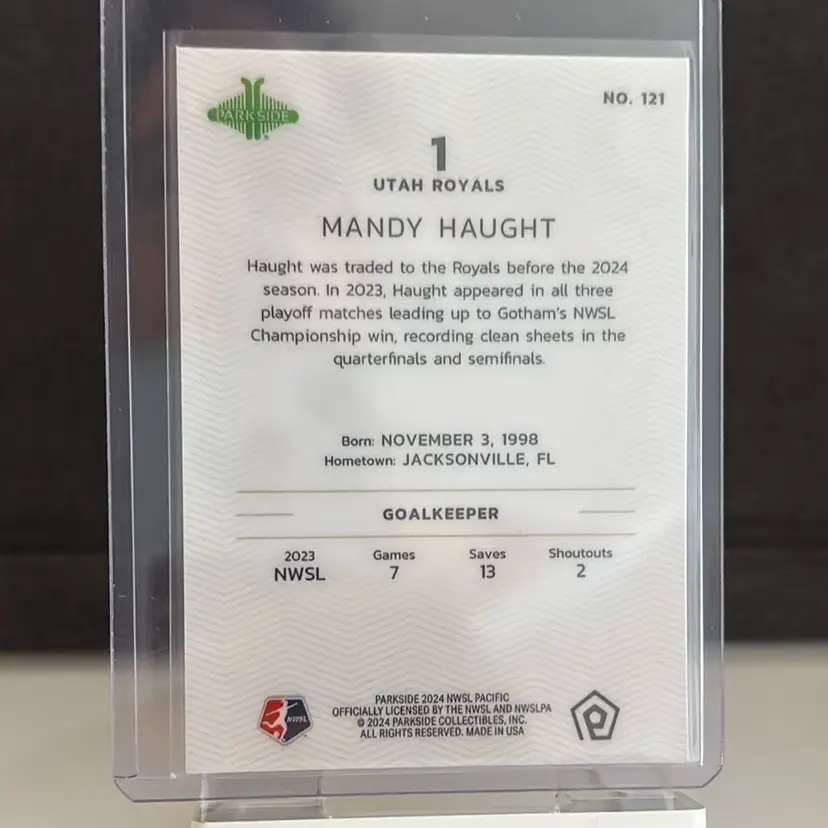 PARKSIDE
NO. 121
1
UTAH ROYALS
MANDY HAUGHT
Haught was traded to the Royals before the 2024
season. In 2023, Haught appeared in all three
playoff matches leading up to Gotham's NWSL
Championship win, recording clean sheets in the
quarterfinals and semifinals.
Born: NOVEMBER 3, 1998
Hometown: JACKSONVILLE, FL
GOALKEEPER
2023 Games Saves Shoutouts
NWSL 7 13 2
NWSL
PARKSIDE 2024 NWSL PACIFIC
OFFICIALLY LICENSED BY THE NWSL AND NWSLPA
© 2024 PARKSIDE COLLECTIBLES, INC.
ALL RIGHTS RESERVED. MADE IN USA